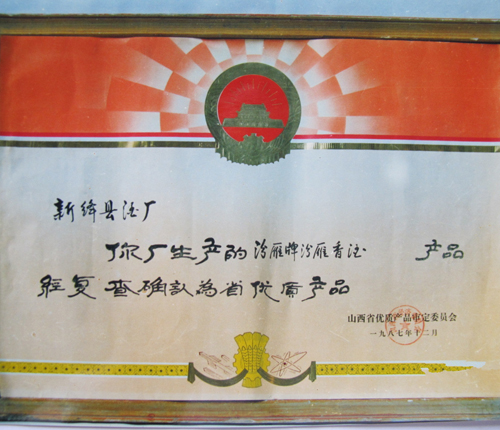 新绛县酒厂
你厂生产的汾雁牌汾雁香酒 产品
经复查确认为省优质产品
山西省优质产品审定委员会
一九八七年十二月